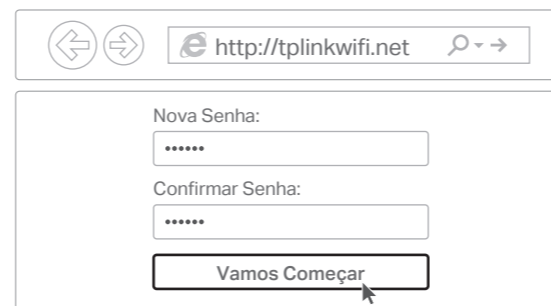 http://tplinkwifi.net
Nova Senha:
••••••
Confirmar Senha:
••••••
Vamos Começar